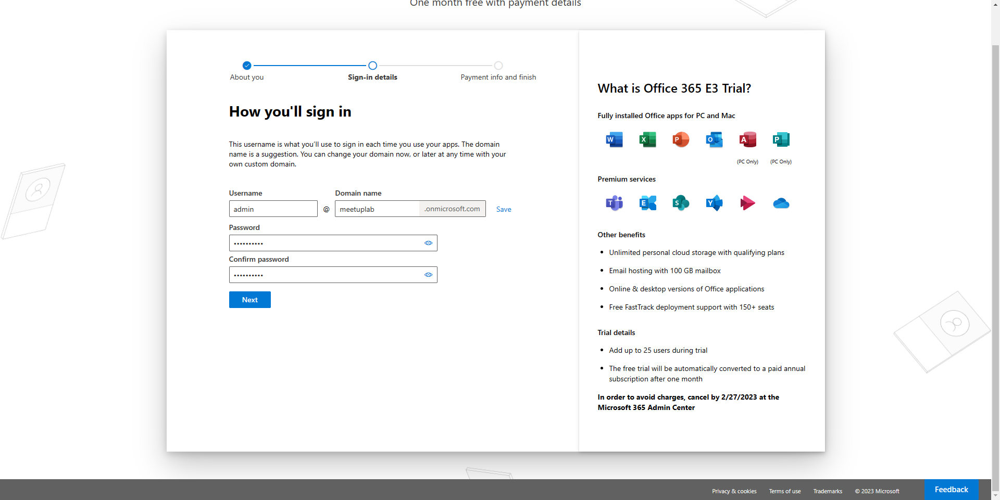 One month free with payment details
About you
Sign-in details
Payment info and finish
How you'll sign in
This username is what you'll use to sign in each time you use your apps. The domain
name is a suggestion. You can change your domain now, or later at any time with your
own custom domain.
Username
Domain name
admin
@
meetuplab
.onmicrosoft.com
Save
Password
••••••••••
Confirm password
••••••••••
Next
What is Office 365 E3 Trial?
Fully installed Office apps for PC and Mac
W
X
P
O
A
P
(PC Only)
(PC Only)
Premium services
T
E
S
Y
Other benefits
• Unlimited personal cloud storage with qualifying plans
• Email hosting with 100 GB mailbox
• Online & desktop versions of Office applications
• Free FastTrack deployment support with 150+ seats
Trial details
• Add up to 25 users during trial
• The free trial will be automatically converted to a paid annual
subscription after one month
In order to avoid charges, cancel by 2/27/2023 at the
Microsoft 365 Admin Center
Privacy & cookies
Terms of use
Trademarks
© 2023 Microsoft
Feedback